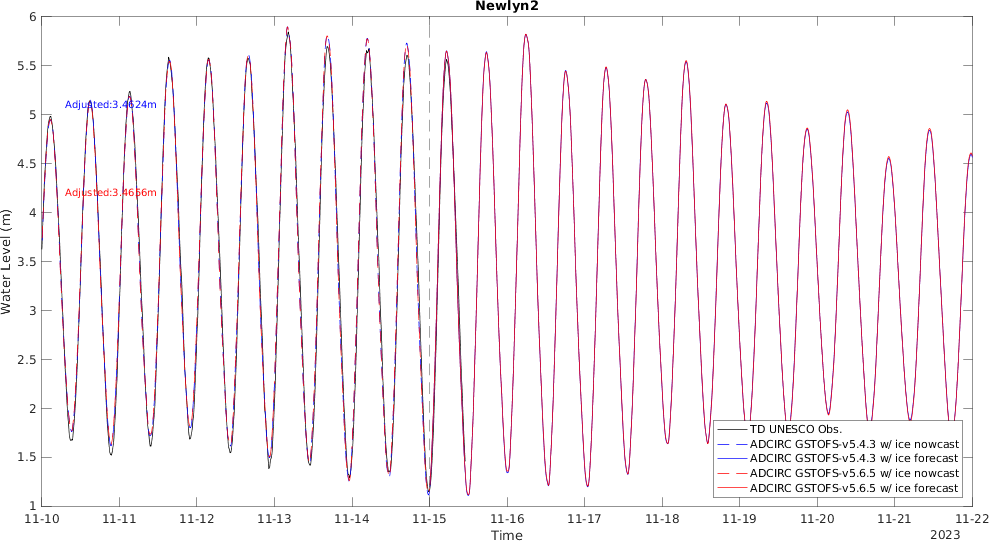 Newlyn2
6
5.5
5
4.5
4
3.5
3
2.5
2
1.5
1
Water Level (m)
Adjusted:3.4624m
Adjusted:3.4656m
TD UNESCO Obs.
ADCIRC GSTOFS-v5.4.3 w/ ice nowcast
ADCIRC GSTOFS-v5.4.3 w/ ice forecast
ADCIRC GSTOFS-v5.6.5 w/ ice nowcast
ADCIRC GSTOFS-v5.6.5 w/ ice forecast
11-10 11-11 11-12 11-13 11-14 11-15 11-16 11-17 11-18 11-19 11-20 11-21 11-22
Time
2023